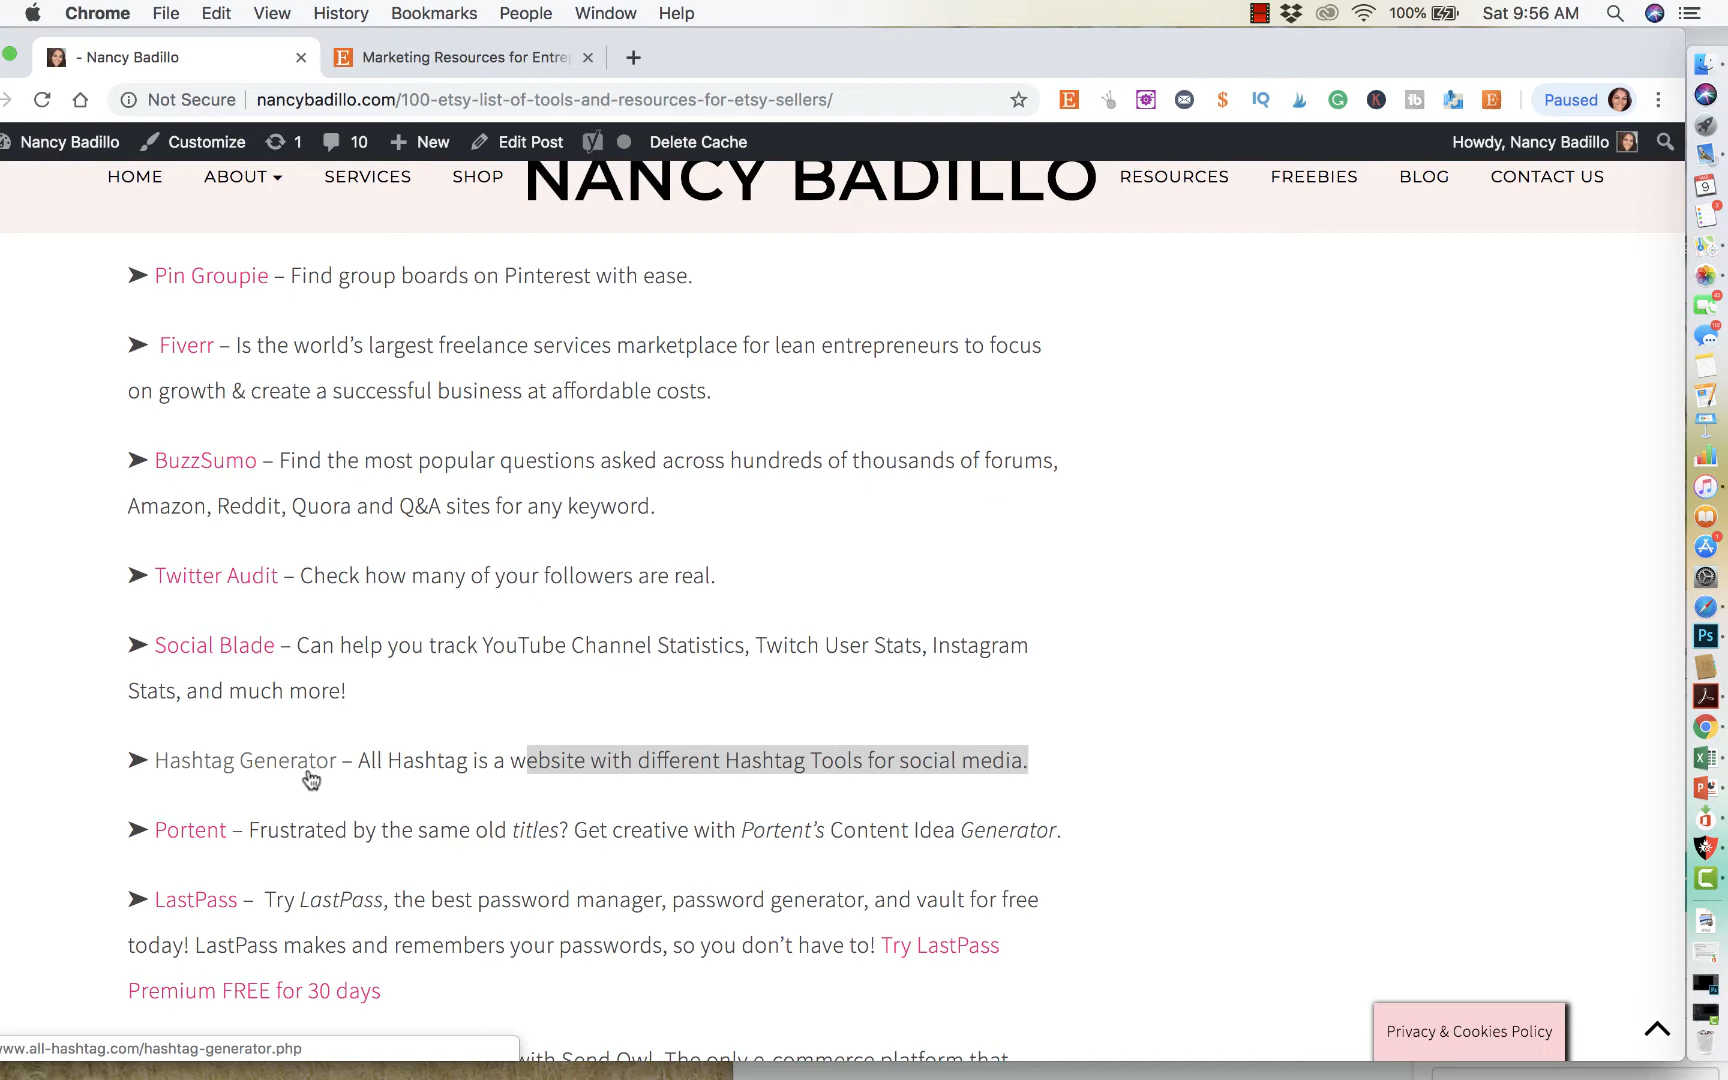 Chrome File Edit View History Bookmarks People Window Help 100% Sat 9:56 AM
- Nancy Badillo Marketing Resources for Entre
Not Secure nancybadillo.com/100-etsy-list-of-tools-and-resources-for-etsy-sellers/ Paused
Nancy Badillo Customize 1 10 New Edit Post Delete Cache Howdy, Nancy Badillo
HOME ABOUT SERVICES SHOP NANCY BADILLO RESOURCES FREEBIES BLOG CONTACT US
➤ Pin Groupie – Find group boards on Pinterest with ease.
➤ Fiverr – Is the world’s largest freelance services marketplace for lean entrepreneurs to focus
on growth & create a successful business at affordable costs.
➤ BuzzSumo – Find the most popular questions asked across hundreds of thousands of forums,
Amazon, Reddit, Quora and Q&A sites for any keyword.
➤ Twitter Audit – Check how many of your followers are real.
➤ Social Blade – Can help you track YouTube Channel Statistics, Twitch User Stats, Instagram
Stats, and much more!
➤ Hashtag Generator – All Hashtag is a website with different Hashtag Tools for social media.
➤ Portent – Frustrated by the same old titles? Get creative with Portent’s Content Idea Generator.
➤ LastPass – Try LastPass, the best password manager, password generator, and vault for free
today! LastPass makes and remembers your passwords, so you don’t have to! Try LastPass
Premium FREE for 30 days
Privacy & Cookies Policy
www.all-hashtag.com/hashtag-generator.php
with Send Owl. The only e-commerce platform that